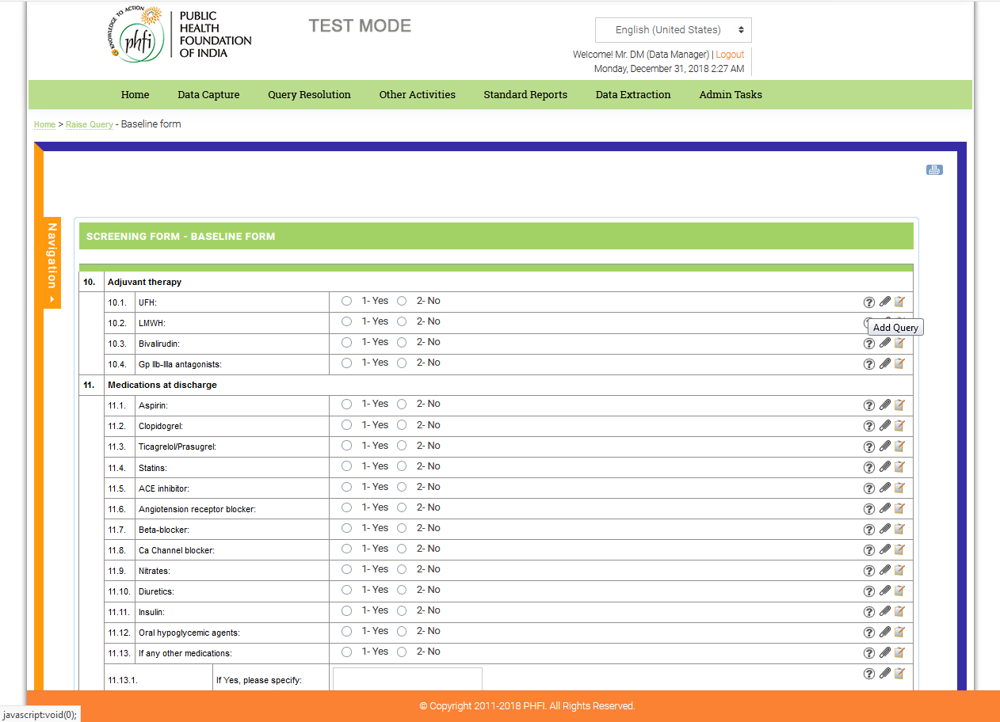 KNOWLEDGE TO ACTION
phfi
PUBLIC
HEALTH
FOUNDATION
OF INDIA
TEST MODE
English (United States)
Welcome! Mr. DM (Data Manager) | Logout
Monday, December 31, 2018 2:27 AM
Home Data Capture Query Resolution Other Activities Standard Reports Data Extraction Admin Tasks
Home > Raise Query - Baseline form
Navigation
SCREENING FORM - BASELINE FORM
10. Adjuvant therapy
10.1. UFH: 1- Yes 2- No
10.2. LMWH: 1- Yes 2- No
Add Query
10.3. Bivalirudin: 1- Yes 2- No
10.4. Gp IIb-IIIa antagonists: 1- Yes 2- No
11. Medications at discharge
11.1. Aspirin: 1- Yes 2- No
11.2. Clopidogrel: 1- Yes 2- No
11.3. Ticagrelol/Prasugrel: 1- Yes 2- No
11.4. Statins: 1- Yes 2- No
11.5. ACE inhibitor: 1- Yes 2- No
11.6. Angiotension receptor blocker: 1- Yes 2- No
11.7. Beta-blocker: 1- Yes 2- No
11.8. Ca Channel blocker: 1- Yes 2- No
11.9. Nitrates: 1- Yes 2- No
11.10. Diuretics: 1- Yes 2- No
11.11. Insulin: 1- Yes 2- No
11.12. Oral hypoglycemic agents: 1- Yes 2- No
11.13. If any other medications: 1- Yes 2- No
11.13.1. If Yes, please specify:
© Copyright 2011-2018 PHFI. All Rights Reserved.
javascript:void(0);